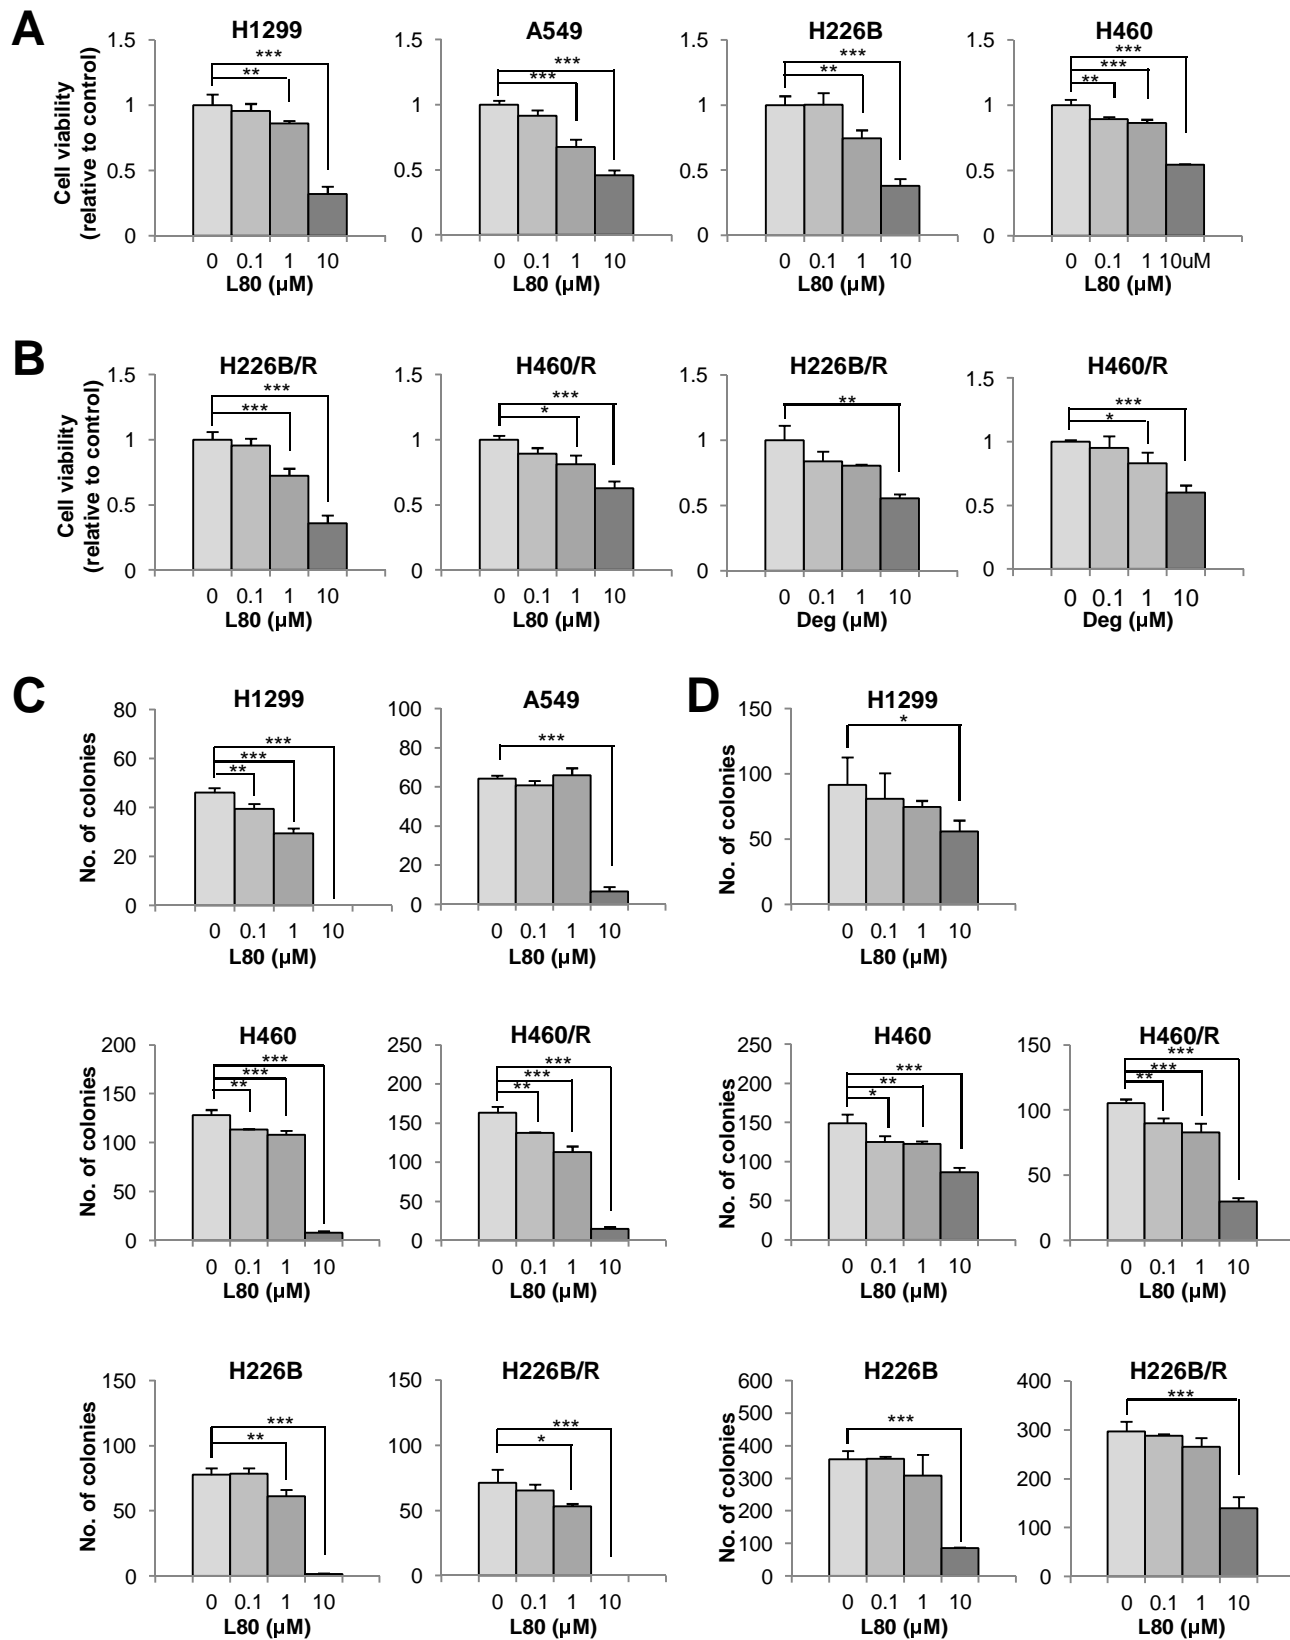 A
H1299
A549
H226B
H460
Cell viability
(relative to control)
1.5
1
0.5
0
***
**
0 0.1 1 10
L80 (µM)
1.5
1
0.5
0
***
***
0 0.1 1 10
L80 (µM)
1.5
1
0.5
0
***
**
0 0.1 1 10
L80 (µM)
1.5
1
0.5
0
***
***
**
0 0.1 1 10uM
L80 (µM)
B
H226B/R
H460/R
H226B/R
H460/R
Cell viability
(relative to control)
1.5
1
0.5
0
***
***
0 0.1 1 10
L80 (µM)
1.5
1
0.5
0
***
*
0 0.1 1 10
L80 (µM)
1.5
1
0.5
0
**
0 0.1 1 10
Deg (µM)
1.5
1
0.5
0
***
*
0 0.1 1 10
Deg (µM)
C
H1299
No. of colonies
80
60
40
20
0
***
***
**
0 0.1 1 10
L80 (µM)
A549
100
80
60
40
20
0
***
0 0.1 1 10
L80 (µM)
D
H1299
No. of colonies
150
100
50
0
*
0 0.1 1 10
L80 (µM)
H460
No. of colonies
200
150
100
50
0
***
***
**
0 0.1 1 10
L80 (µM)
H460/R
250
200
150
100
50
0
***
***
**
0 0.1 1 10
L80 (µM)
H460
No. of colonies
250
200
150
100
50
0
***
**
*
0 0.1 1 10
L80 (µM)
H460/R
150
100
50
0
***
***
**
0 0.1 1 10
L80 (µM)
H226B
No. of colonies
150
100
50
0
***
**
0 0.1 1 10
L80 (µM)
H226B/R
150
100
50
0
***
*
0 0.1 1 10
L80 (µM)
H226B
No. of colonies
600
500
400
300
200
100
0
***
0 0.1 1 10
L80 (µM)
H226B/R
400
300
200
100
0
***
0 0.1 1 10
L80 (µM)